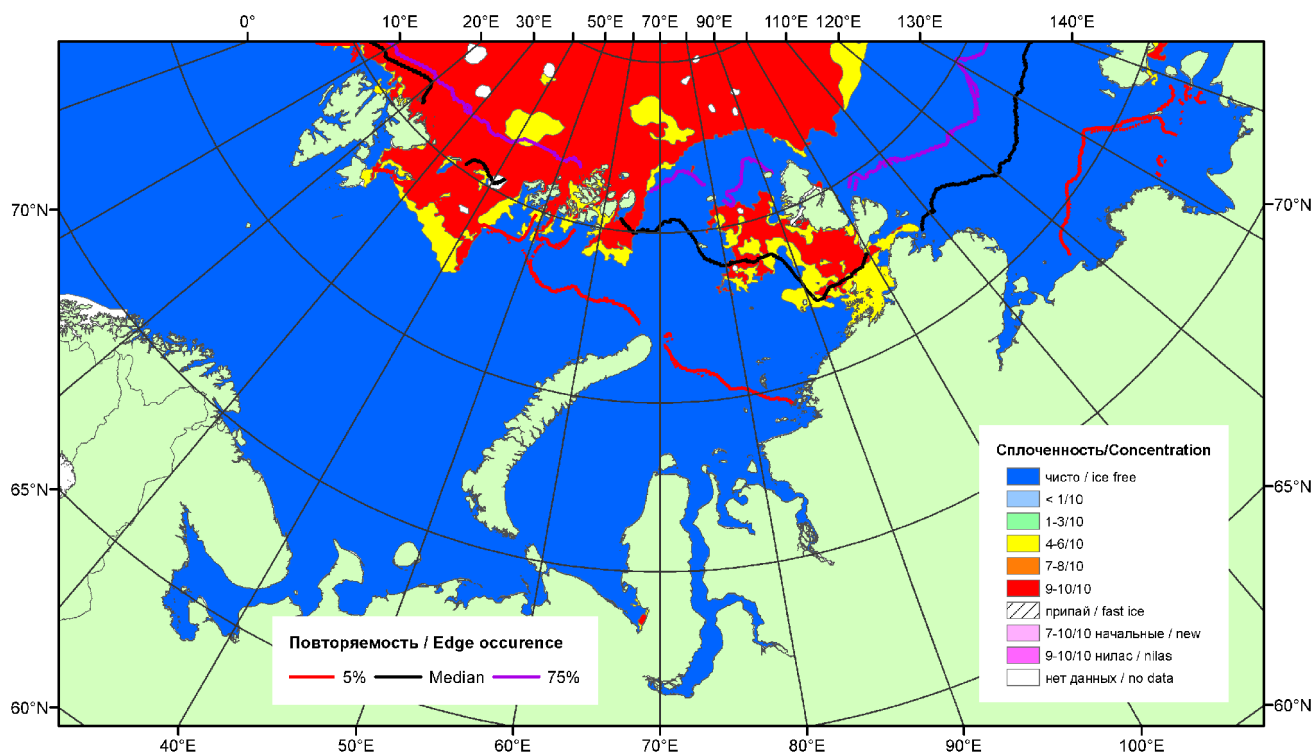 0° 10°E 20°E 30°E 50°E 70°E 90°E 110°E 120°E 130°E 140°E
70°N 70°N
65°N 65°N
60°N 60°N
Сплоченность/Concentration
чисто / ice free
< 1/10
1-3/10
4-6/10
7-8/10
9-10/10
припай / fast ice
7-10/10 начальные / new
9-10/10 нилас / nilas
нет данных / no data
Повторяемость / Edge occurence
5% Median 75%
40°E 50°E 60°E 70°E 80°E 90°E 100°E